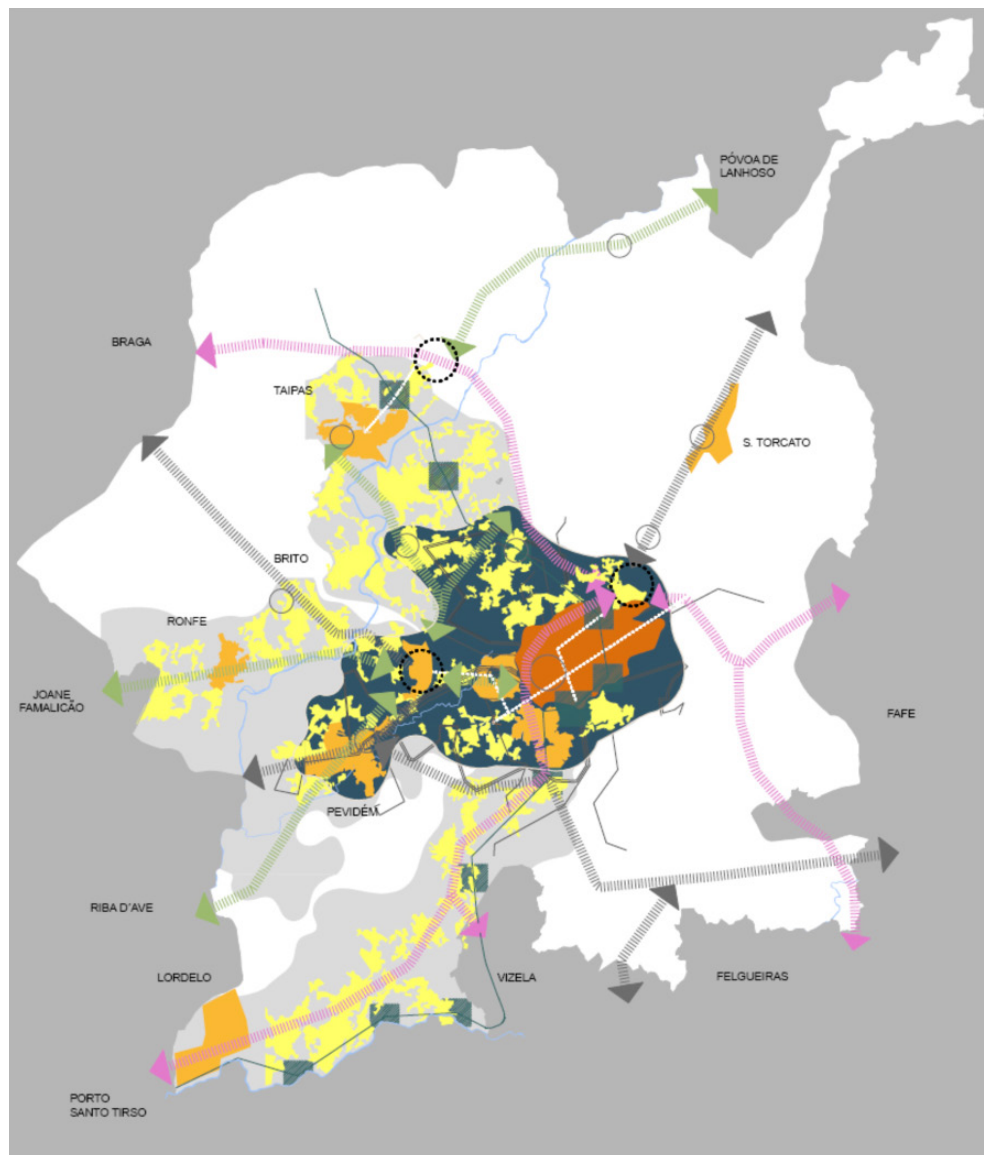 PÓVOA DE
LANHOSO
BRAGA
TAIPAS
S. TORCATO
BRITO
RONFE
JOANE
FAMALICÃO
FAFE
PEVIDÉM
RIBA D'AVE
LORDELO
VIZELA
FELGUEIRAS
PORTO
SANTO TIRSO